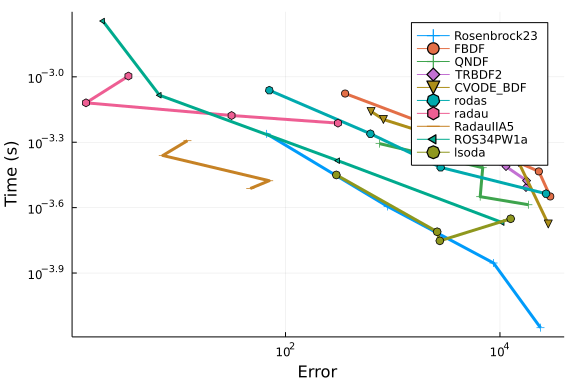 Rosenbrock23
FBDF
QNDF
TRBDF2
CVODE_BDF
rodas
radau
RadauIIA5
ROS34PW1a
lsoda
10^-3.0
10^-3.3
10^-3.6
10^-3.9
Time (s)
10^2
10^4
Error